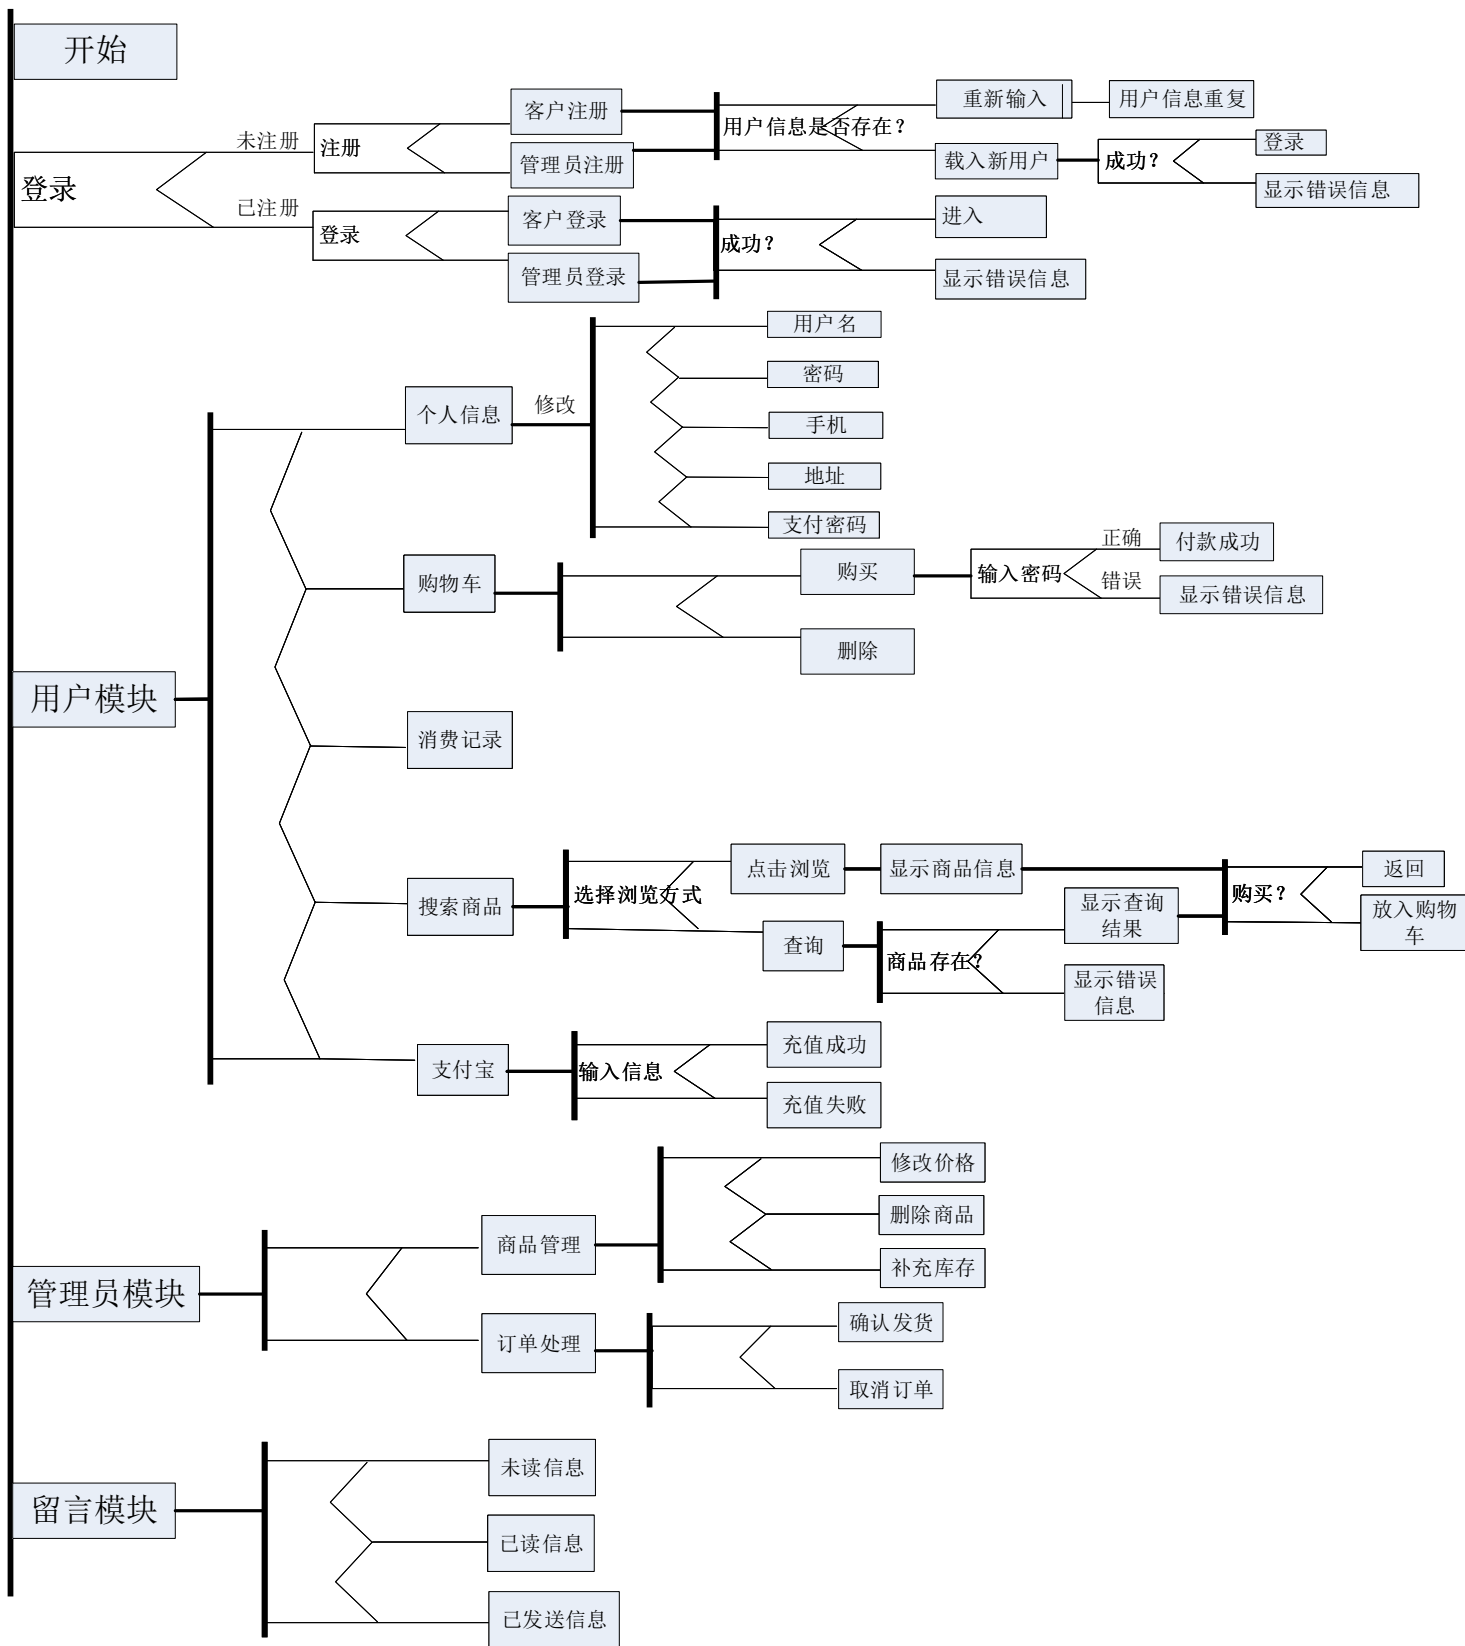 开始
登录
未注册
注册
客户注册
管理员注册
用户信息是否存在？
重新输入
用户信息重复
载入新用户
成功？
登录
显示错误信息
已注册
登录
客户登录
管理员登录
成功？
进入
显示错误信息
用户模块
个人信息
修改
用户名
密码
手机
地址
支付密码
购物车
购买
输入密码
正确
付款成功
错误
显示错误信息
删除
消费记录
搜索商品
选择浏览方式
点击浏览
显示商品信息
查询
商品存在？
显示查询
结果
显示错误
信息
购买？
返回
放入购物
车
支付宝
输入信息
充值成功
充值失败
管理员模块
商品管理
修改价格
删除商品
补充库存
订单处理
确认发货
取消订单
留言模块
未读信息
已读信息
已发送信息